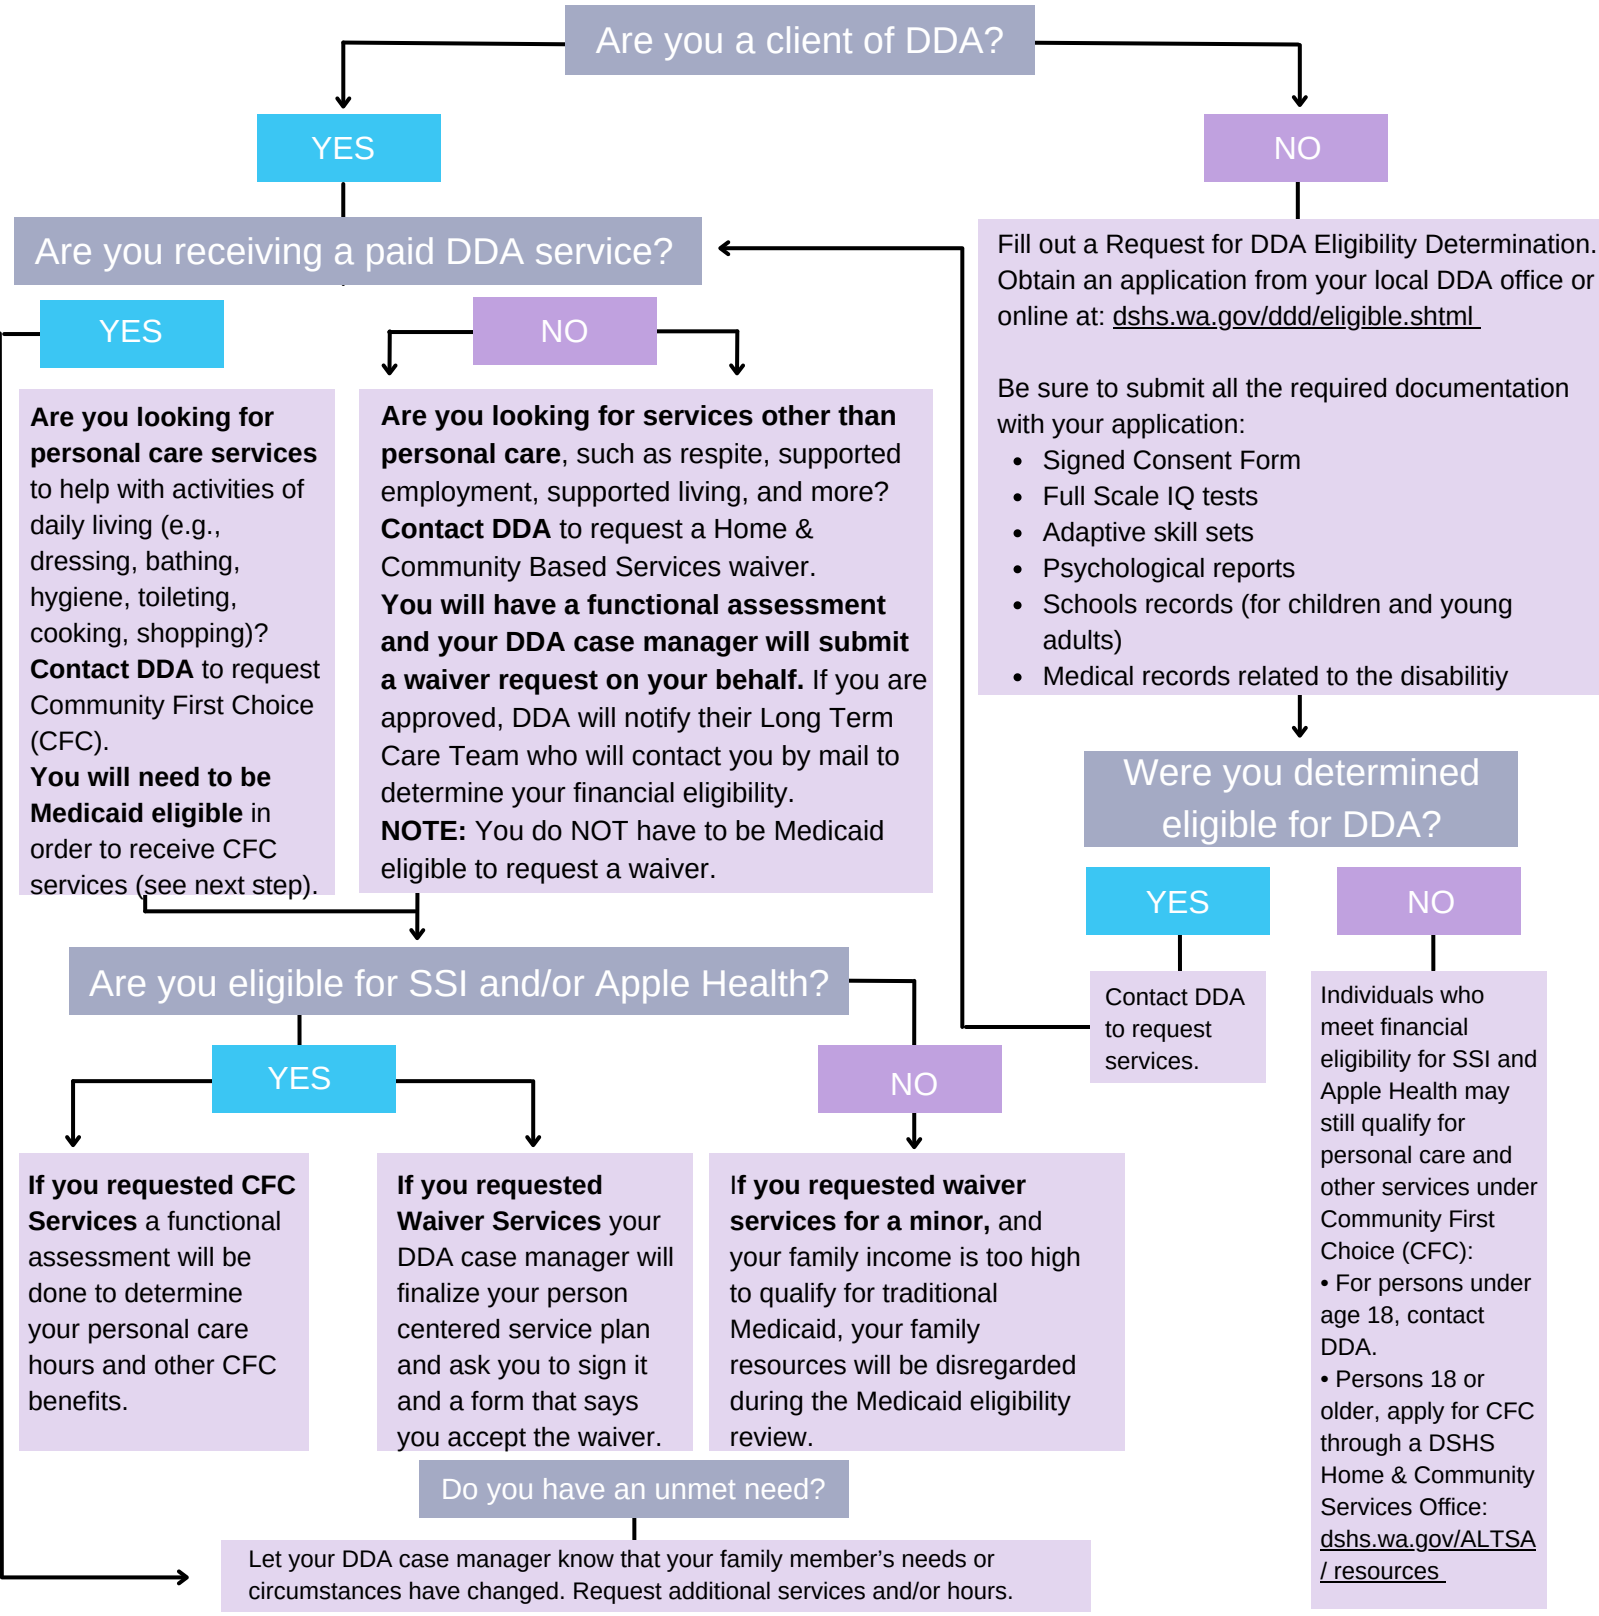 Are you a client of DDA?
YES
NO
Are you receiving a paid DDA service?
YES
NO
Are you looking for
personal care services
to help with activities of
daily living (e.g.,
dressing, bathing,
hygiene, toileting,
cooking, shopping)?
Contact DDA to request
Community First Choice
(CFC).
You will need to be
Medicaid eligible in
order to receive CFC
services (see next step).
Are you looking for services other than
personal care, such as respite, supported
employment, supported living, and more?
Contact DDA to request a Home &
Community Based Services waiver.
You will have a functional assessment
and your DDA case manager will submit
a waiver request on your behalf. If you are
approved, DDA will notify their Long Term
Care Team who will contact you by mail to
determine your financial eligibility.
NOTE: You do NOT have to be Medicaid
eligible to request a waiver.
Fill out a Request for DDA Eligibility Determination.
Obtain an application from your local DDA office or
online at: dshs.wa.gov/ddd/eligible.shtml
Be sure to submit all the required documentation
with your application:
• Signed Consent Form
• Full Scale IQ tests
• Adaptive skill sets
• Psychological reports
• Schools records (for children and young
adults)
• Medical records related to the disabilitiy
Were you determined
eligible for DDA?
YES
NO
Contact DDA
to request
services.
Individuals who
meet financial
eligibility for SSI and
Apple Health may
still qualify for
personal care and
other services under
Community First
Choice (CFC):
• For persons under
age 18, contact
DDA.
• Persons 18 or
older, apply for CFC
through a DSHS
Home & Community
Services Office:
dshs.wa.gov/ALTSA
/ resources
Are you eligible for SSI and/or Apple Health?
YES
NO
If you requested CFC
Services a functional
assessment will be
done to determine
your personal care
hours and other CFC
benefits.
If you requested
Waiver Services your
DDA case manager will
finalize your person
centered service plan
and ask you to sign it
and a form that says
you accept the waiver.
If you requested waiver
services for a minor, and
your family income is too high
to qualify for traditional
Medicaid, your family
resources will be disregarded
during the Medicaid eligibility
review.
Do you have an unmet need?
Let your DDA case manager know that your family member’s needs or
circumstances have changed. Request additional services and/or hours.